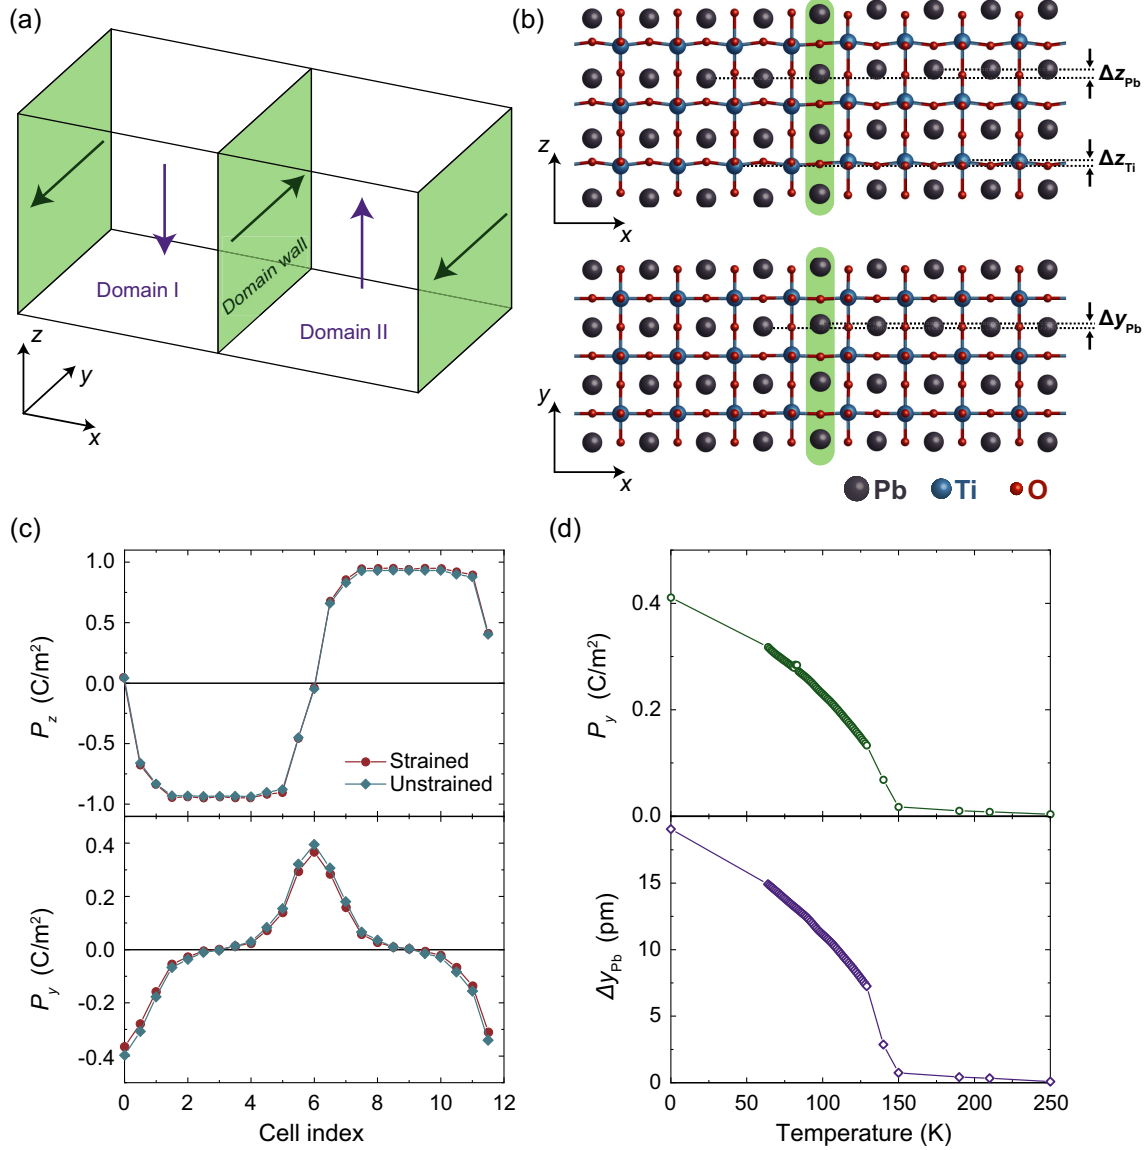 (a)
Domain I
Domain wall
Domain II
z
y
x
(b)
z
x
Δz_Pb
Δz_Ti
y
x
Δy_Pb
Pb
Ti
O
(c)
P_z (C/m²)
1.0
0.5
0.0
-0.5
-1.0
Strained
Unstrained
P_y (C/m²)
0.4
0.2
0.0
-0.2
-0.4
0 2 4 6 8 10 12
Cell index
(d)
P_y (C/m²)
0.4
0.2
0.0
Δy_Pb (pm)
15
10
5
0
0 50 100 150 200 250
Temperature (K)